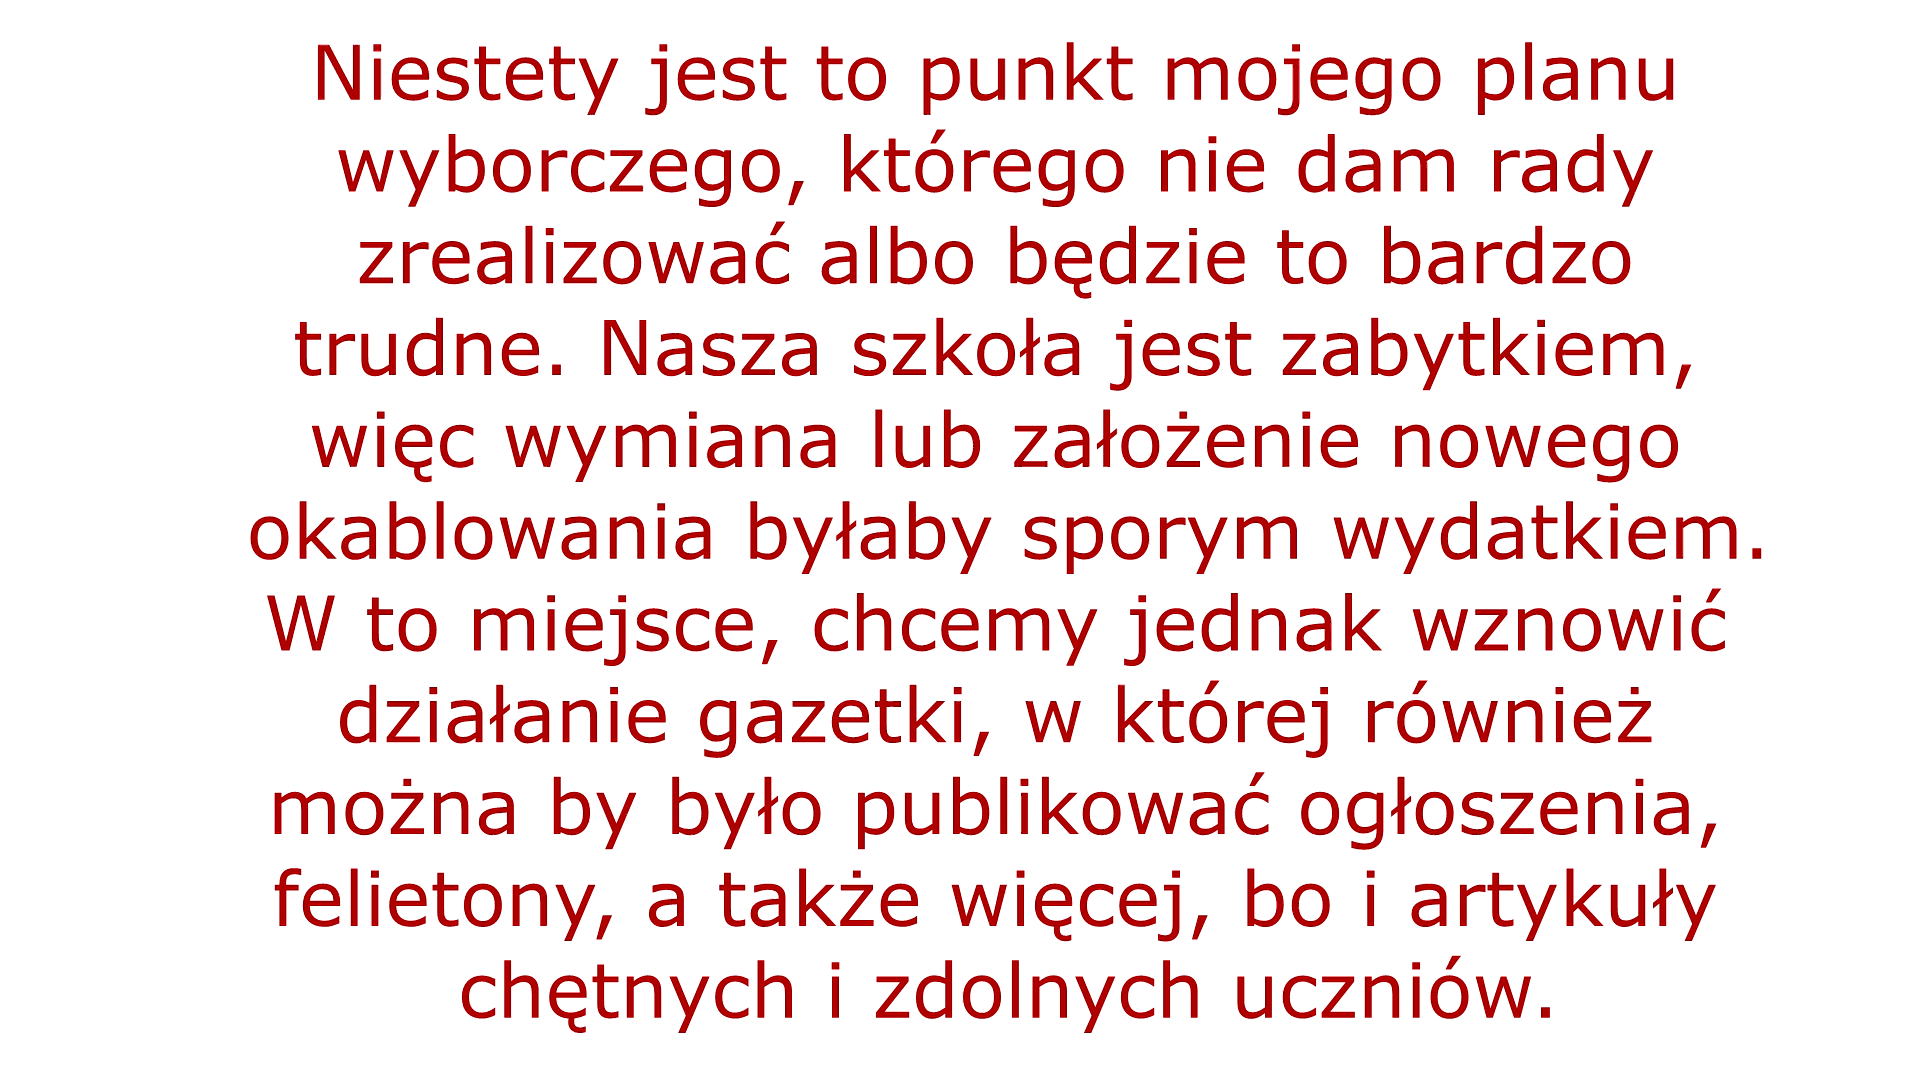 Niestety jest to punkt mojego planu
wyborczego, którego nie dam rady
zrealizować albo będzie to bardzo
trudne. Nasza szkoła jest zabytkiem,
więc wymiana lub założenie nowego
okablowania byłaby sporym wydatkiem.
W to miejsce, chcemy jednak wznowić
działanie gazetki, w której również
można by było publikować ogłoszenia,
felietony, a także więcej, bo i artykuły
chętnych i zdolnych uczniów.